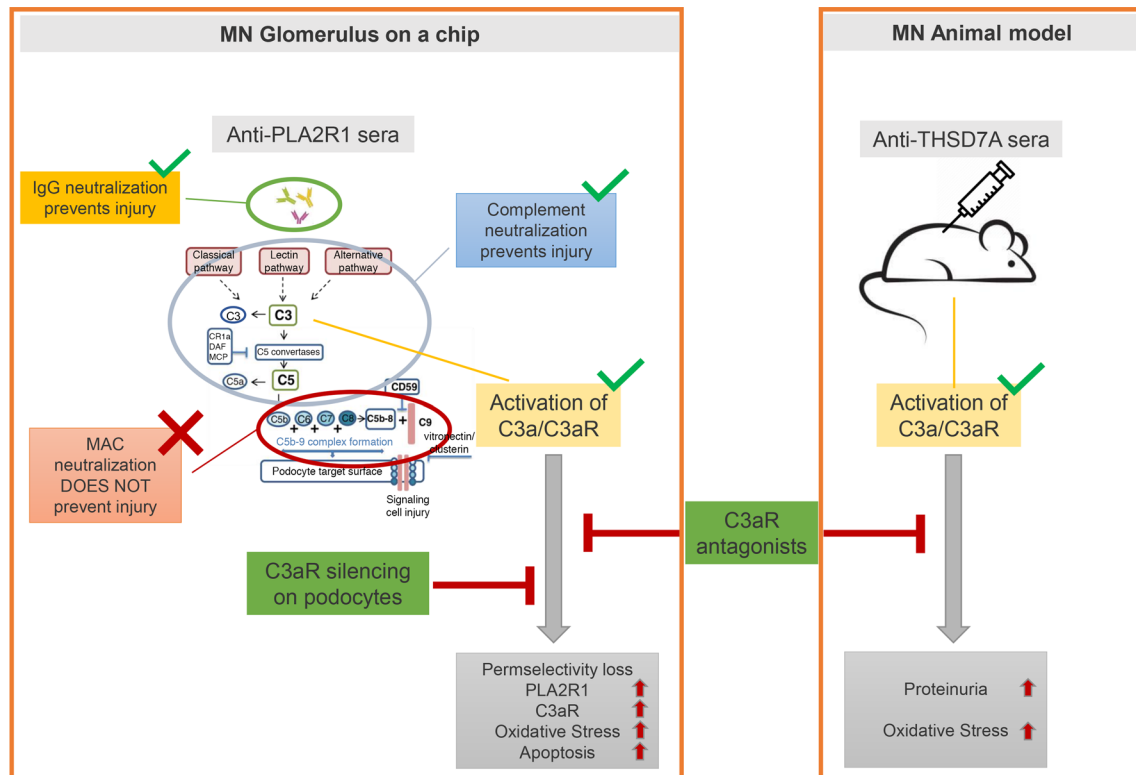 MN Glomerulus on a chip
Anti-PLA2R1 sera
IgG neutralization
prevents injury
Complement
neutralization
prevents injury
Classical
pathway
Lectin
pathway
Alternative
pathway
C3
C3
CR1a
DAF
MCP
C5 convertases
C5a
C5
CD59
C5b
+
C6
+
C7
+
C8
C5b-8
+
C9
C5b-9 complex formation
vitronectin/
clusterin
Podocyte target surface
Signaling
cell injury
MAC
neutralization
DOES NOT
prevent injury
Activation of
C3a/C3aR
C3aR silencing
on podocytes
Permselectivity loss
PLA2R1
C3aR
Oxidative Stress
Apoptosis
C3aR
antagonists
MN Animal model
Anti-THSD7A sera
Activation of
C3a/C3aR
Proteinuria
Oxidative Stress